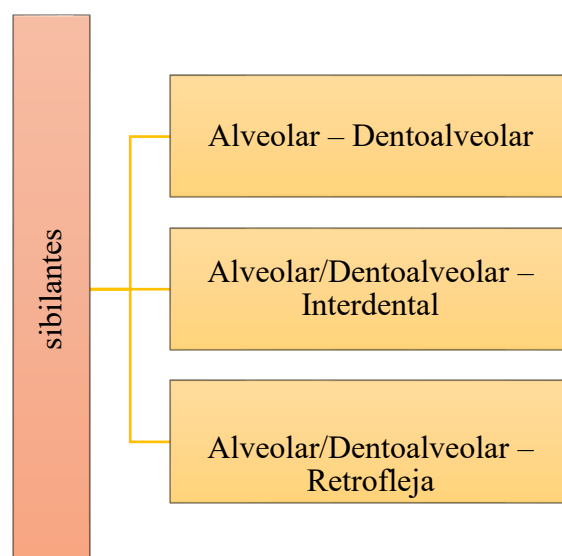 sibilantes
Alveolar – Dentoalveolar
Alveolar/Dentoalveolar –
Interdental
Alveolar/Dentoalveolar –
Retrofleja